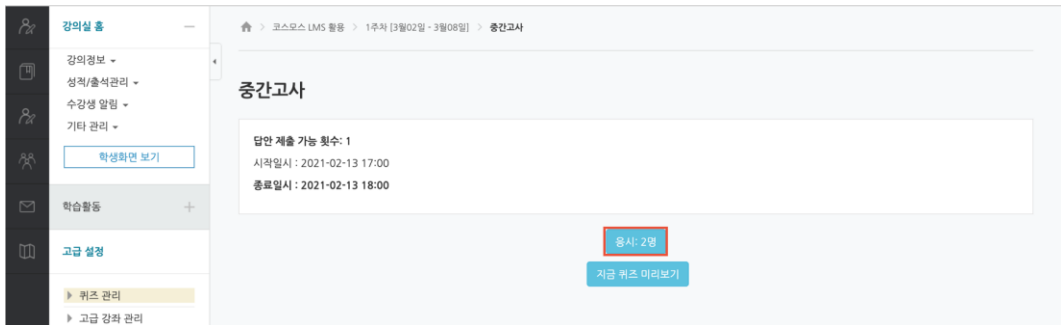 강의실 홈
강의정보
성적/출석관리
수강생 알림
기타 관리
학생화면 보기
학습활동
고급 설정
퀴즈 관리
고급 강좌 관리
코스모스 LMS 활용 > 1주차 [3월02일 - 3월08일] > 중간고사
중간고사
답안 제출 가능 횟수: 1
시작일시 : 2021-02-13 17:00
종료일시 : 2021-02-13 18:00
응시: 2명
지금 퀴즈 미리보기